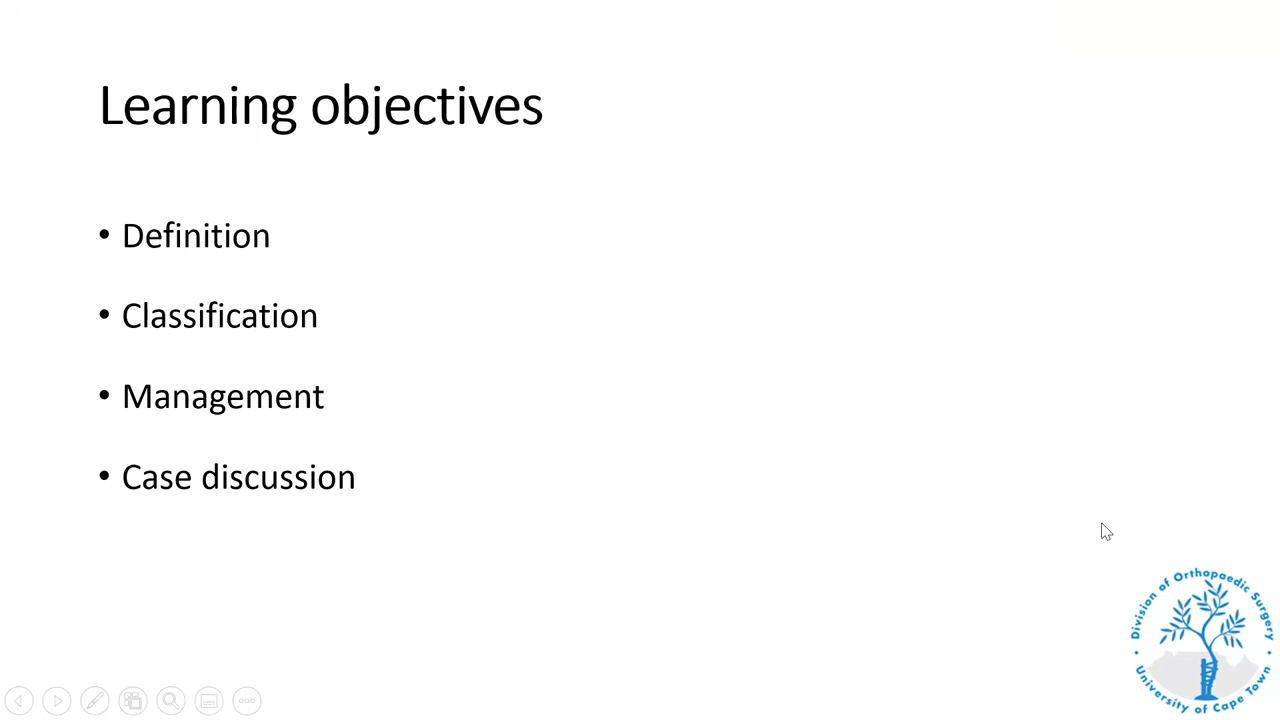 Learning objectives
• Definition
• Classification
• Management
• Case discussion
Division of Orthopaedic Surgery
• University of Cape Town •